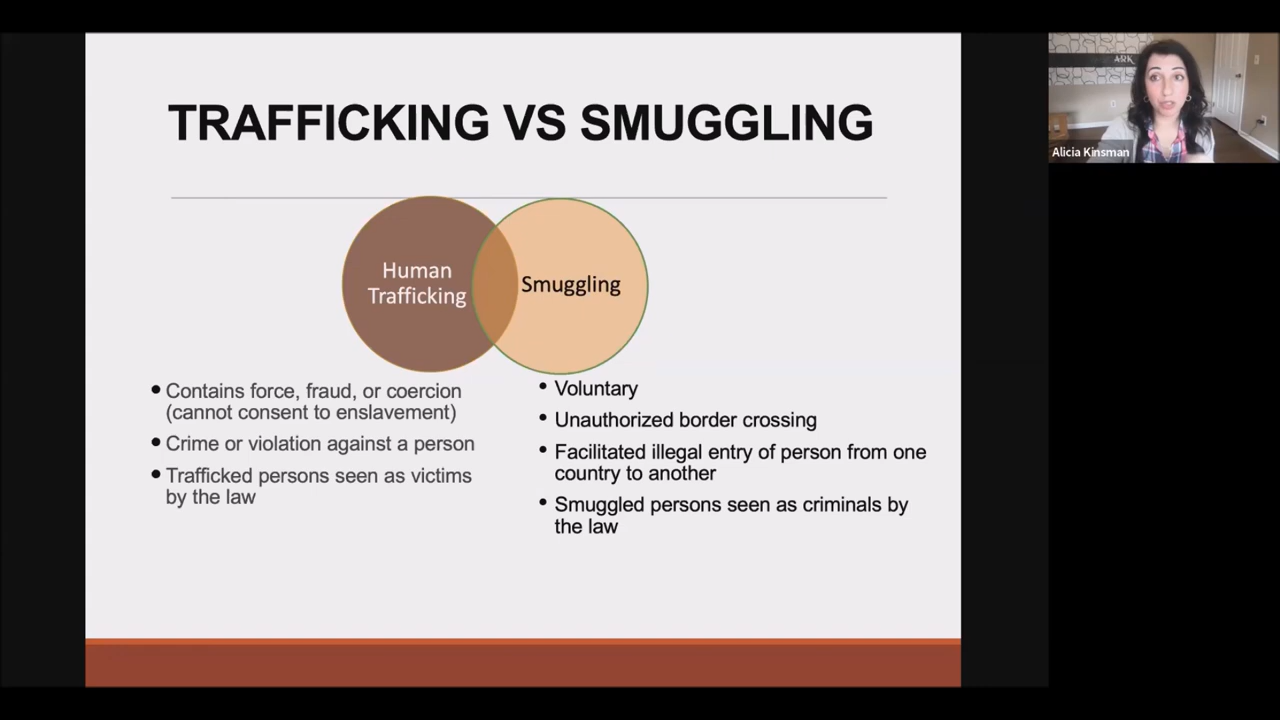 TRAFFICKING VS SMUGGLING
ARK
Alicia Kinsman
Human
Trafficking
Smuggling
• Contains force, fraud, or coercion
(cannot consent to enslavement)
• Crime or violation against a person
• Trafficked persons seen as victims
by the law
• Voluntary
• Unauthorized border crossing
• Facilitated illegal entry of person from one
country to another
• Smuggled persons seen as criminals by
the law